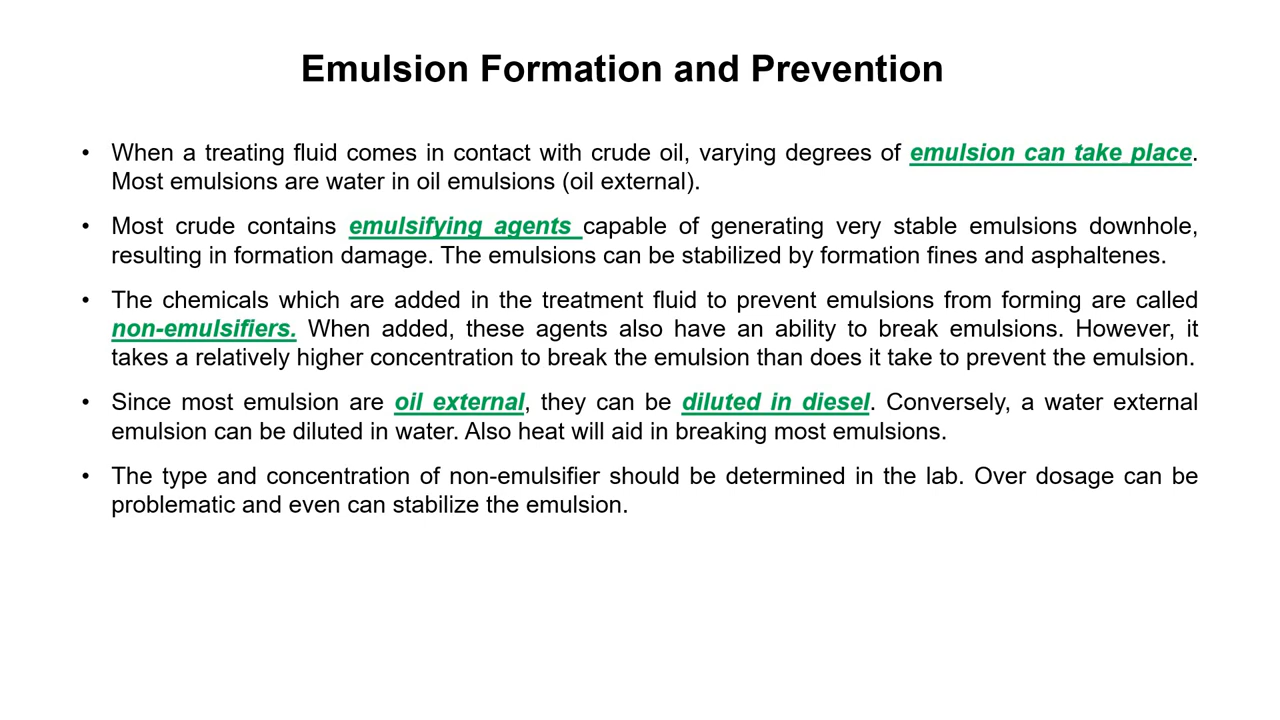 Emulsion Formation and Prevention
• When a treating fluid comes in contact with crude oil, varying degrees of emulsion can take place.
Most emulsions are water in oil emulsions (oil external).
• Most crude contains emulsifying agents capable of generating very stable emulsions downhole,
resulting in formation damage. The emulsions can be stabilized by formation fines and asphaltenes.
• The chemicals which are added in the treatment fluid to prevent emulsions from forming are called
non-emulsifiers. When added, these agents also have an ability to break emulsions. However, it
takes a relatively higher concentration to break the emulsion than does it take to prevent the emulsion.
• Since most emulsion are oil external, they can be diluted in diesel. Conversely, a water external
emulsion can be diluted in water. Also heat will aid in breaking most emulsions.
• The type and concentration of non-emulsifier should be determined in the lab. Over dosage can be
problematic and even can stabilize the emulsion.